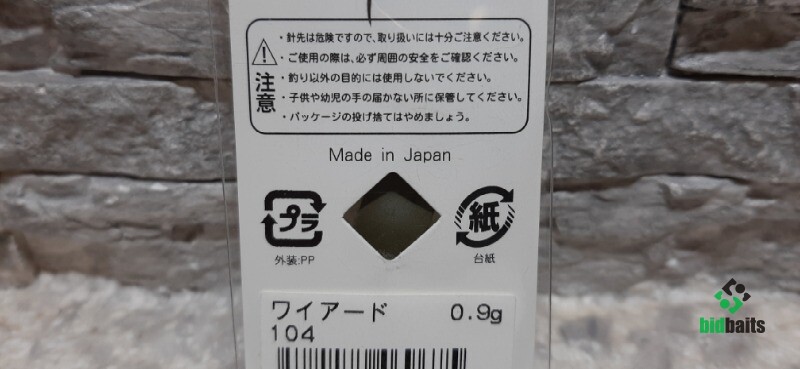 ・針先は危険ですので、取り扱いには十分ご注意ください。
・ご使用の際は、必ず周囲の安全をご確認ください。
・釣り以外の目的には使用しないでください。
・子供や幼児の手の届かない所に保管してください。
・パッケージの投げ捨てはやめましょう。
注意
Made in Japan
プラ
外装:PP
紙
台紙
ワイアード 0.9g
104
bidbaits